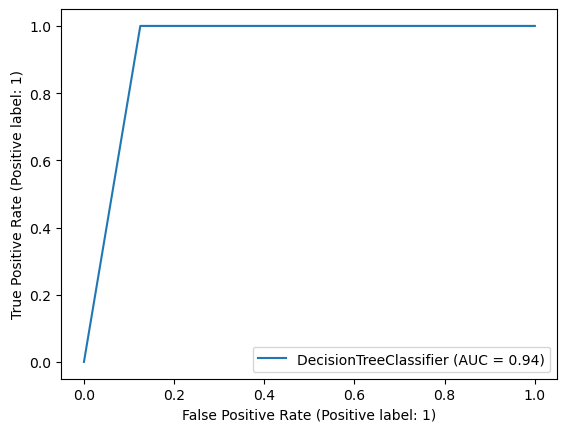 1.0
0.8
0.6
0.4
0.2
0.0
True Positive Rate (Positive label: 1)
DecisionTreeClassifier (AUC = 0.94)
0.0 0.2 0.4 0.6 0.8 1.0
False Positive Rate (Positive label: 1)